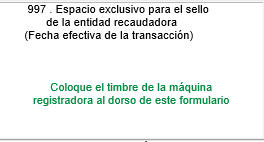 997 . Espacio exclusivo para el sello
de la entidad recaudadora
(Fecha efectiva de la transacción)
Coloque el timbre de la máquina
registradora al dorso de este formulario